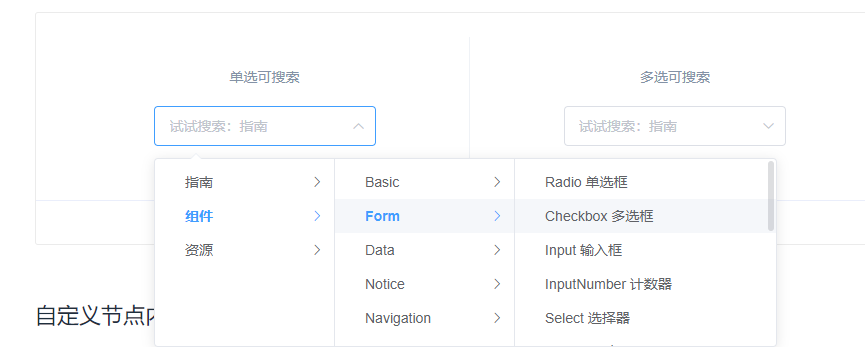 单选可搜索
多选可搜索
试试搜索：指南
试试搜索：指南
指南
组件
资源
Basic
Form
Data
Notice
Navigation
Radio 单选框
Checkbox 多选框
Input 输入框
InputNumber 计数器
Select 选择器
自定义节点